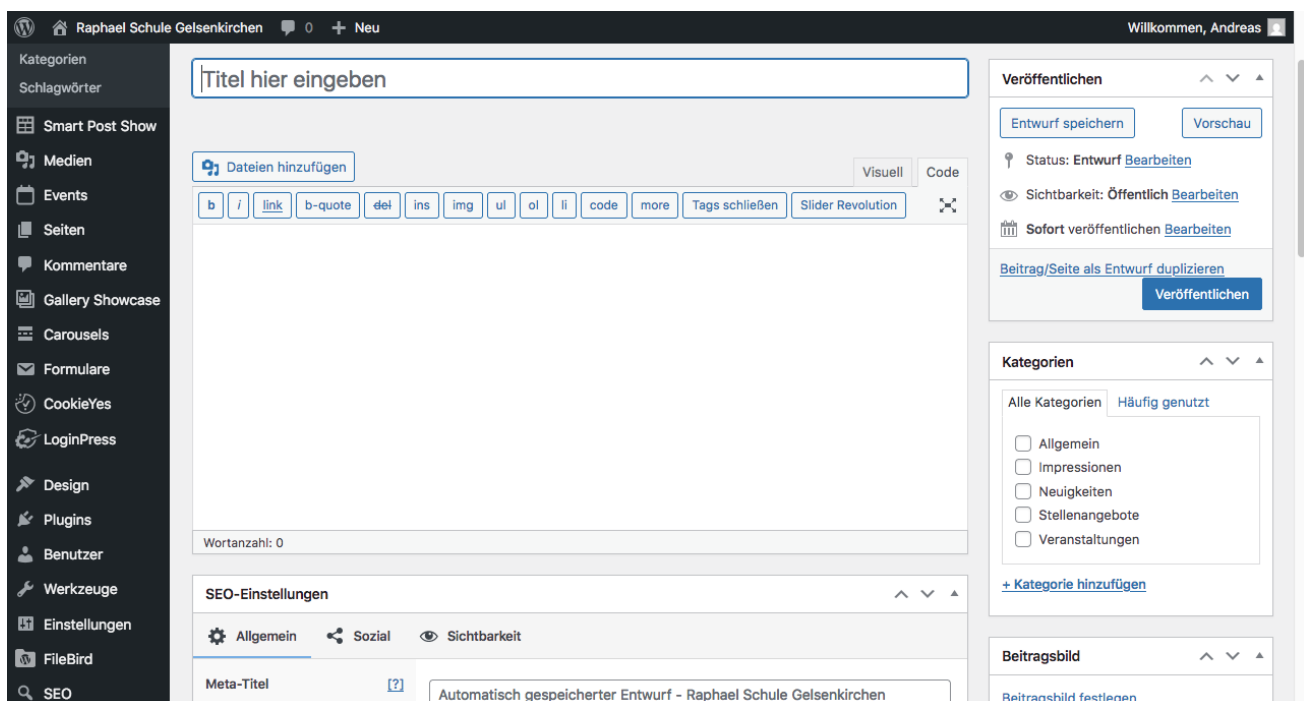 Raphael Schule Gelsenkirchen 0 Neu Willkommen, Andreas
Kategorien
Schlagwörter
Smart Post Show
Medien
Events
Seiten
Kommentare
Gallery Showcase
Carousels
Formulare
CookieYes
LoginPress
Design
Plugins
Benutzer
Werkzeuge
Einstellungen
FileBird
SEO
Titel hier eingeben
Dateien hinzufügen
Visuell Code
b i link b-quote del ins img ul ol li code more Tags schließen Slider Revolution
Wortanzahl: 0
SEO-Einstellungen
Allgemein Sozial Sichtbarkeit
Meta-Titel [?]
Automatisch gespeicherter Entwurf - Raphael Schule Gelsenkirchen
Veröffentlichen
Entwurf speichern Vorschau
Status: Entwurf Bearbeiten
Sichtbarkeit: Öffentlich Bearbeiten
Sofort veröffentlichen Bearbeiten
Beitrag/Seite als Entwurf duplizieren
Veröffentlichen
Kategorien
Alle Kategorien Häufig genutzt
Allgemein
Impressionen
Neuigkeiten
Stellenangebote
Veranstaltungen
+ Kategorie hinzufügen
Beitragsbild
Beitragsbild festlegen